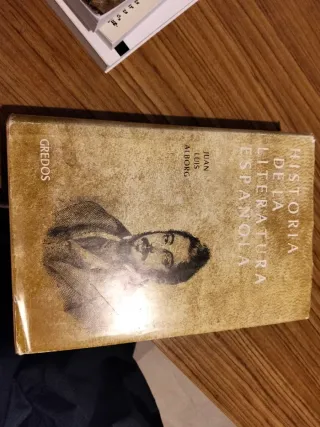 HISTORIA
DE LA
LITERATURA
ESPAÑOLA
JUAN
LUIS
ALBORG
GREDOS